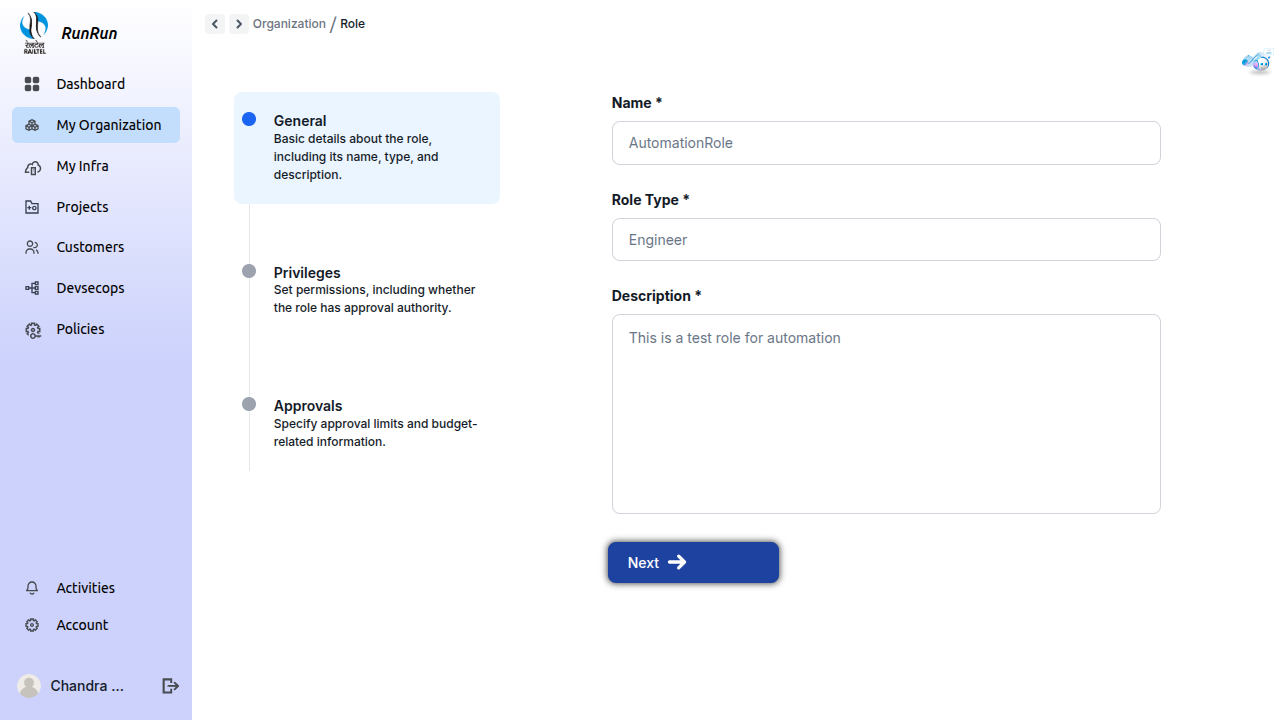 रेलटेल
RAILTEL
RunRun
Dashboard
My Organization
My Infra
Projects
Customers
Devsecops
Policies
Activities
Account
Chandra ...
Organization / Role
General
Basic details about the role,
including its name, type, and
description.
Privileges
Set permissions, including whether
the role has approval authority.
Approvals
Specify approval limits and budget-
related information.
Name *
AutomationRole
Role Type *
Engineer
Description *
This is a test role for automation
Next